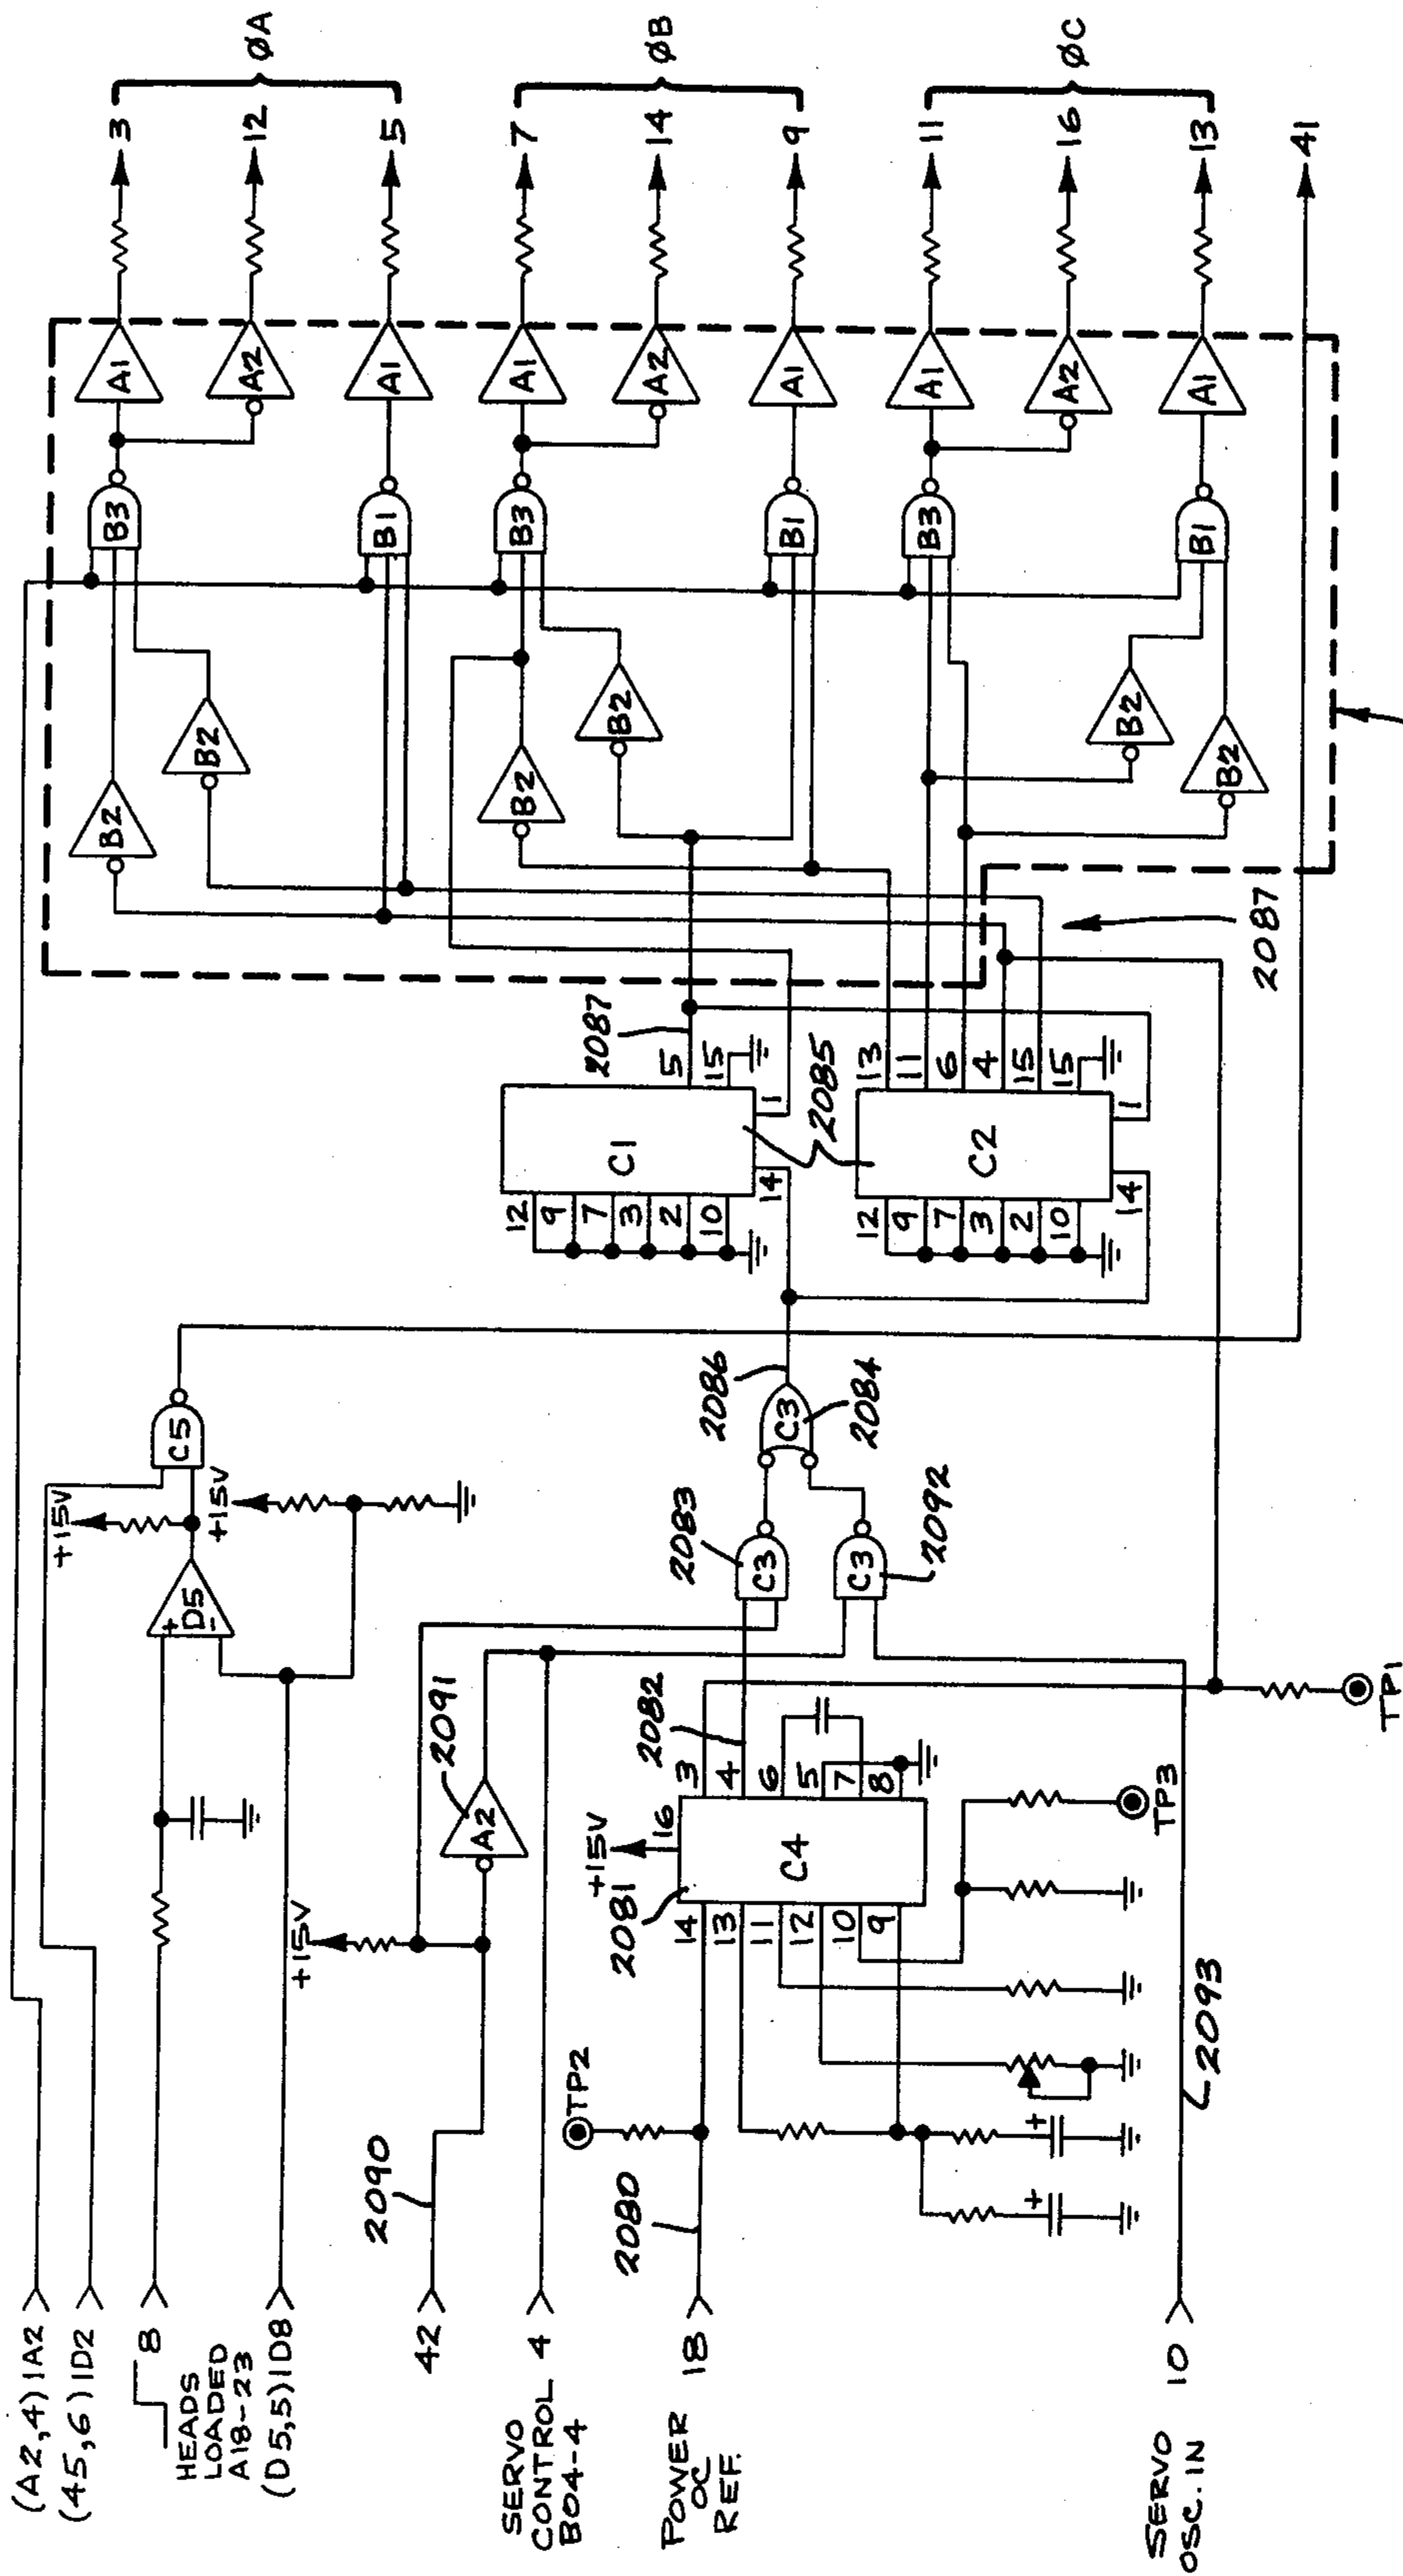 (A2,4)1A2
(45,6)1D2
8
HEADS
LOADED
A18-23
(D5,5)1D8
42
SERVO
CONTROL 4
B04-4
POWER
OC
REF.
18
SERVO
OSC. IN
10
2090
2080
2093
TP2
+15V
A2
2091
2081
+15V
16
C4
14
13
11
12
10
9
3
4
6
5
7
8
2082
TP3
TP1
+
+
+
D5
-
+15V
+15V
C5
C3
2083
C3
2092
C3
2084
2086
C1
12
9
7
3
2
10
14
1
5
15
2087
2085
C2
12
9
7
3
2
10
14
1
13
11
6
4
15
15
2087
B2
B2
B2
B2
B2
B2
B3
B1
B3
B1
B3
B1
A1
A2
A1
A1
A2
A1
A1
A2
A1
3
12
5
ØA
7
14
9
ØB
11
16
13
ØC
41